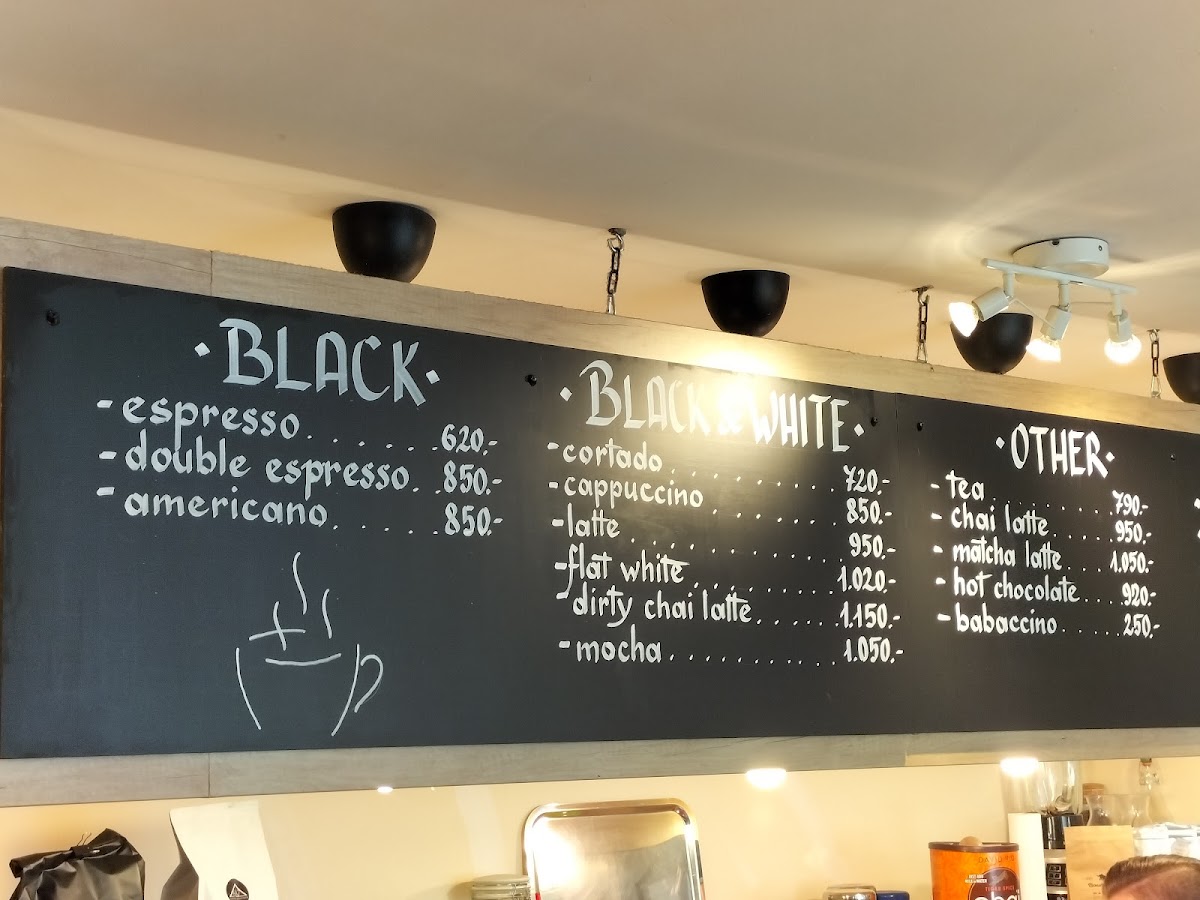 ·BLACK·
-espresso......620.-
-double espresso...850.-
-americano......850.-
·BLACK & WHITE·
-cortado.........720.-
-cappuccino.......850.-
-latte...........950.-
-flat white........1.020.-
-dirty chai latte......1.150.-
-mocha..........1.050.-
·OTHER·
-tea.........790.-
-chai latte.....950.-
-matcha latte....1.050.-
-hot chocolate....920.-
-babaccino......250.-